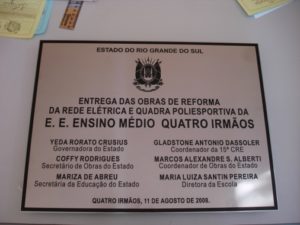 ESTADO DO RIO GRANDE DO SUL
ENTREGA DAS OBRAS DE REFORMA
DA REDE ELÉTRICA E QUADRA POLIESPORTIVA DA
E. E. ENSINO MÉDIO QUATRO IRMÃOS
YEDA RORATO CRUSIUS
Governadora do Estado
COFFY RODRIGUES
Secretário de Obras do Estado
MARIZA DE ABREU
Secretária da Educação do Estado
GLADSTONE ANTONIO DASSOLER
Coordenador da 15ª CRE
MARCOS ALEXANDRE S. ALBERTI
Coordenador de Obras do Estado
MARIA LUIZA SANTIN PEREIRA
Diretora da Escola
QUATRO IRMÃOS, 11 DE AGOSTO DE 2008.